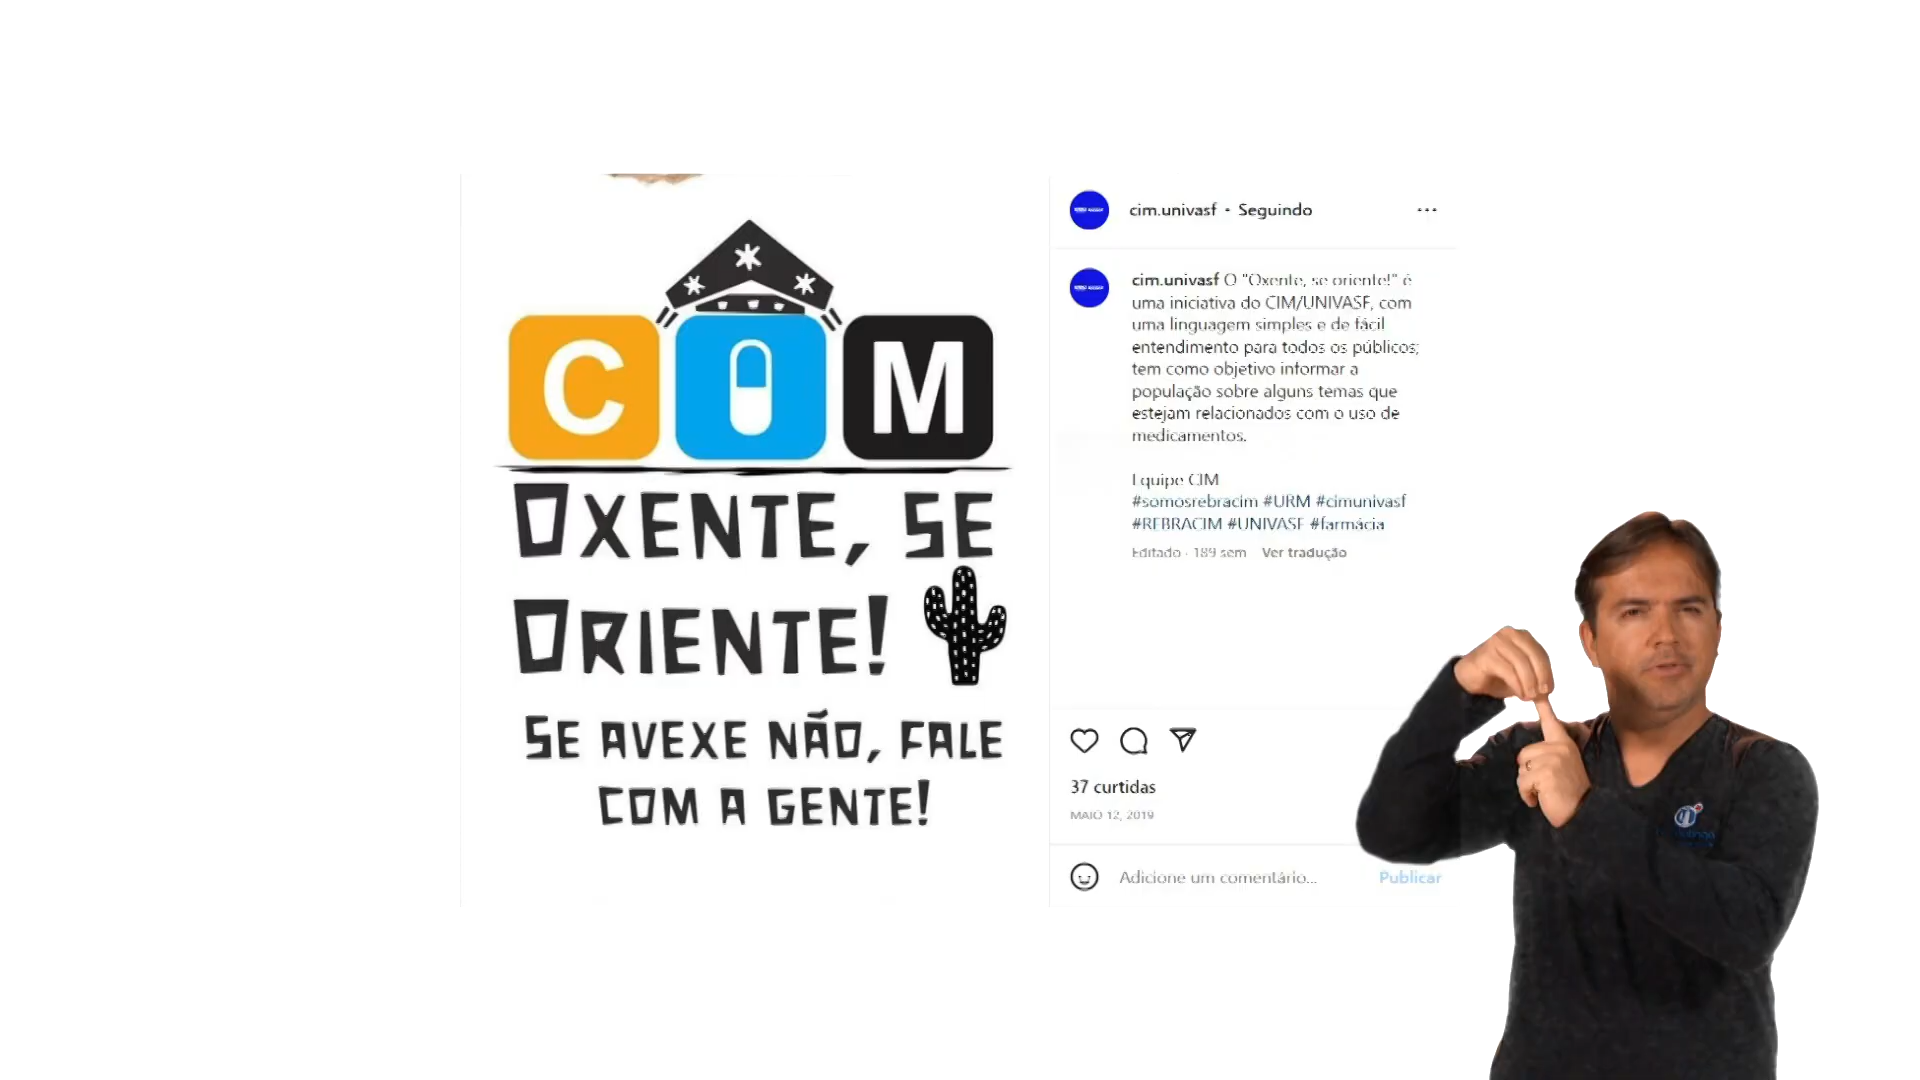 C M
OXENTE, SE
ORIENTE!
SE AVEXE NÃO, FALE
COM A GENTE!
cim.univasf • Seguindo
cim.univasf O "Oxente, se oriente!" é
uma iniciativa do CIM/UNIVASF, com
uma linguagem simples e de fácil
entendimento para todos os públicos;
tem como objetivo informar a
população sobre alguns temas que
estejam relacionados com o uso de
medicamentos.
Equipe CIM
#somosrebracim #URM #cimunivasf
#REBRACIM #UNIVASF #farmácia
Editado · 189 sem Ver tradução
37 curtidas
MAIO 12, 2019
Adicione um comentário...
Publicar